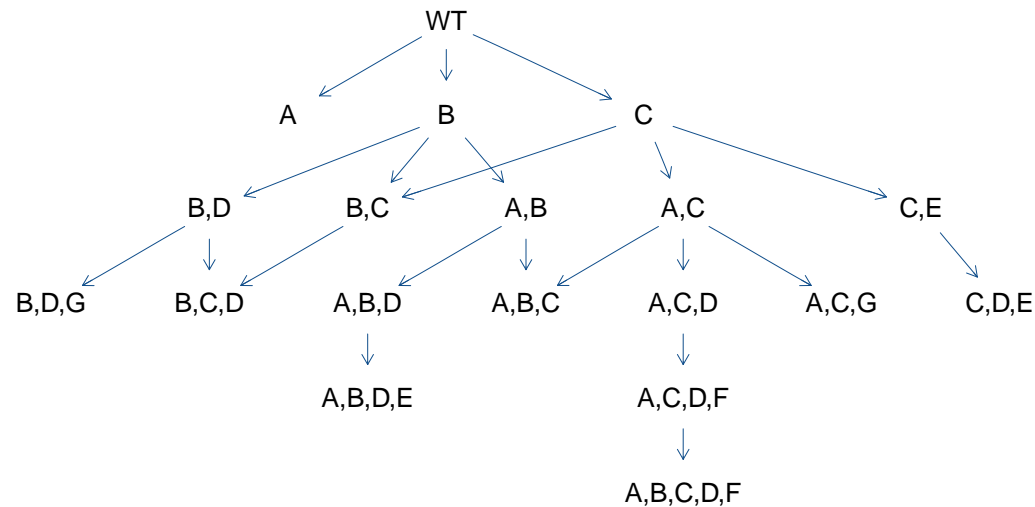 WT
A B C
B,D B,C A,B A,C C,E
B,D,G B,C,D A,B,D A,B,C A,C,D A,C,G C,D,E
A,B,D,E A,C,D,F
A,B,C,D,F